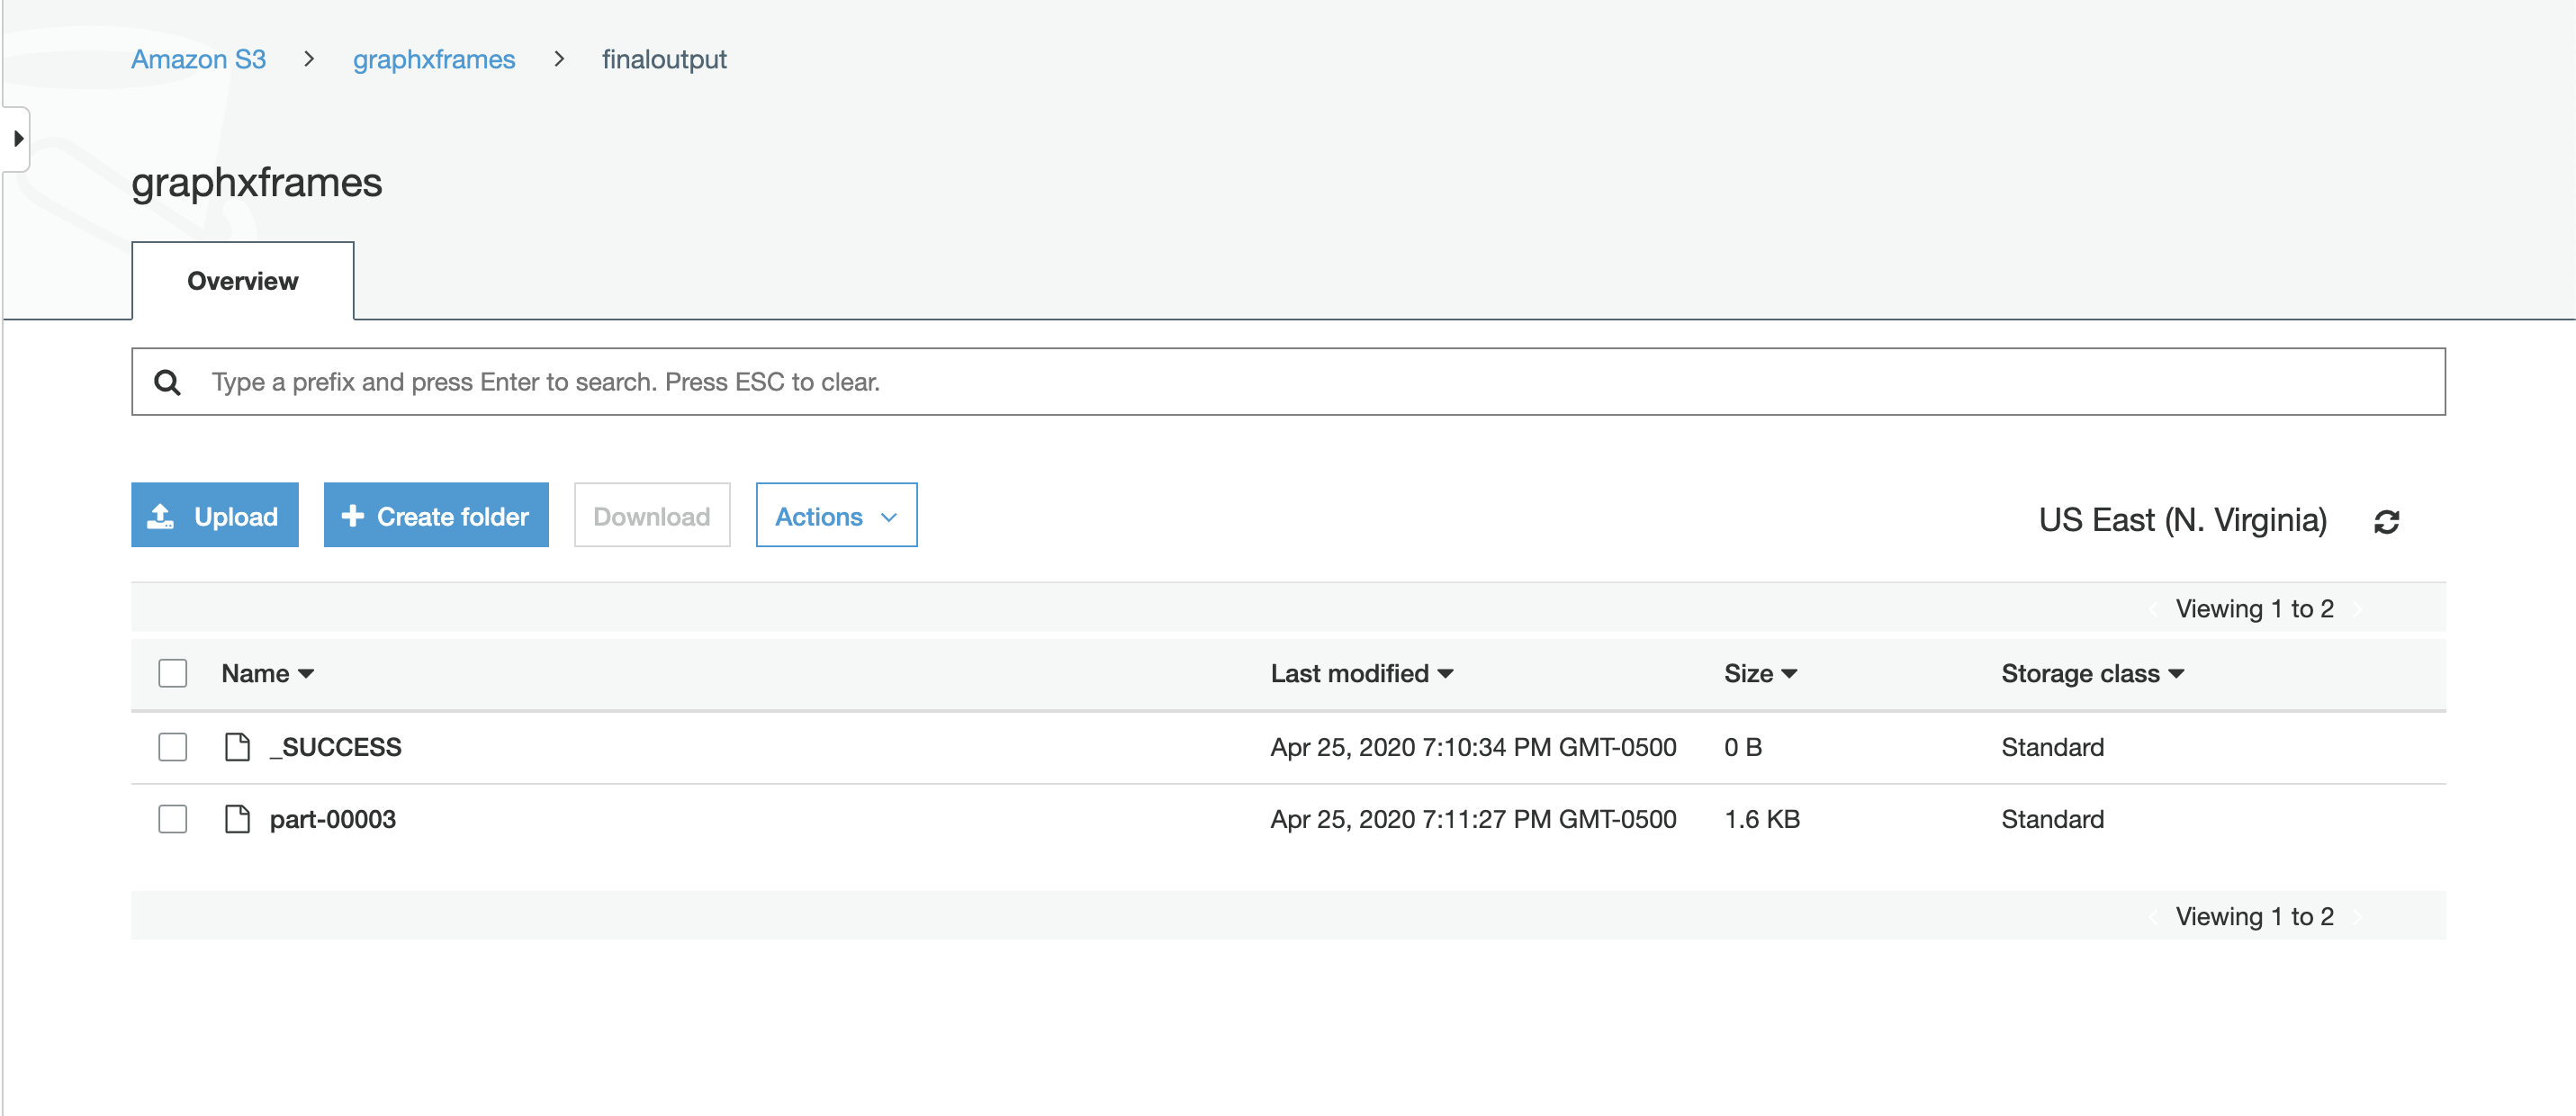 Amazon S3 > graphxframes > finaloutput
graphxframes
Overview
Type a prefix and press Enter to search. Press ESC to clear.
Upload Create folder Download Actions US East (N. Virginia)
Viewing 1 to 2
Name Last modified Size Storage class
_SUCCESS Apr 25, 2020 7:10:34 PM GMT-0500 0 B Standard
part-00003 Apr 25, 2020 7:11:27 PM GMT-0500 1.6 KB Standard
Viewing 1 to 2